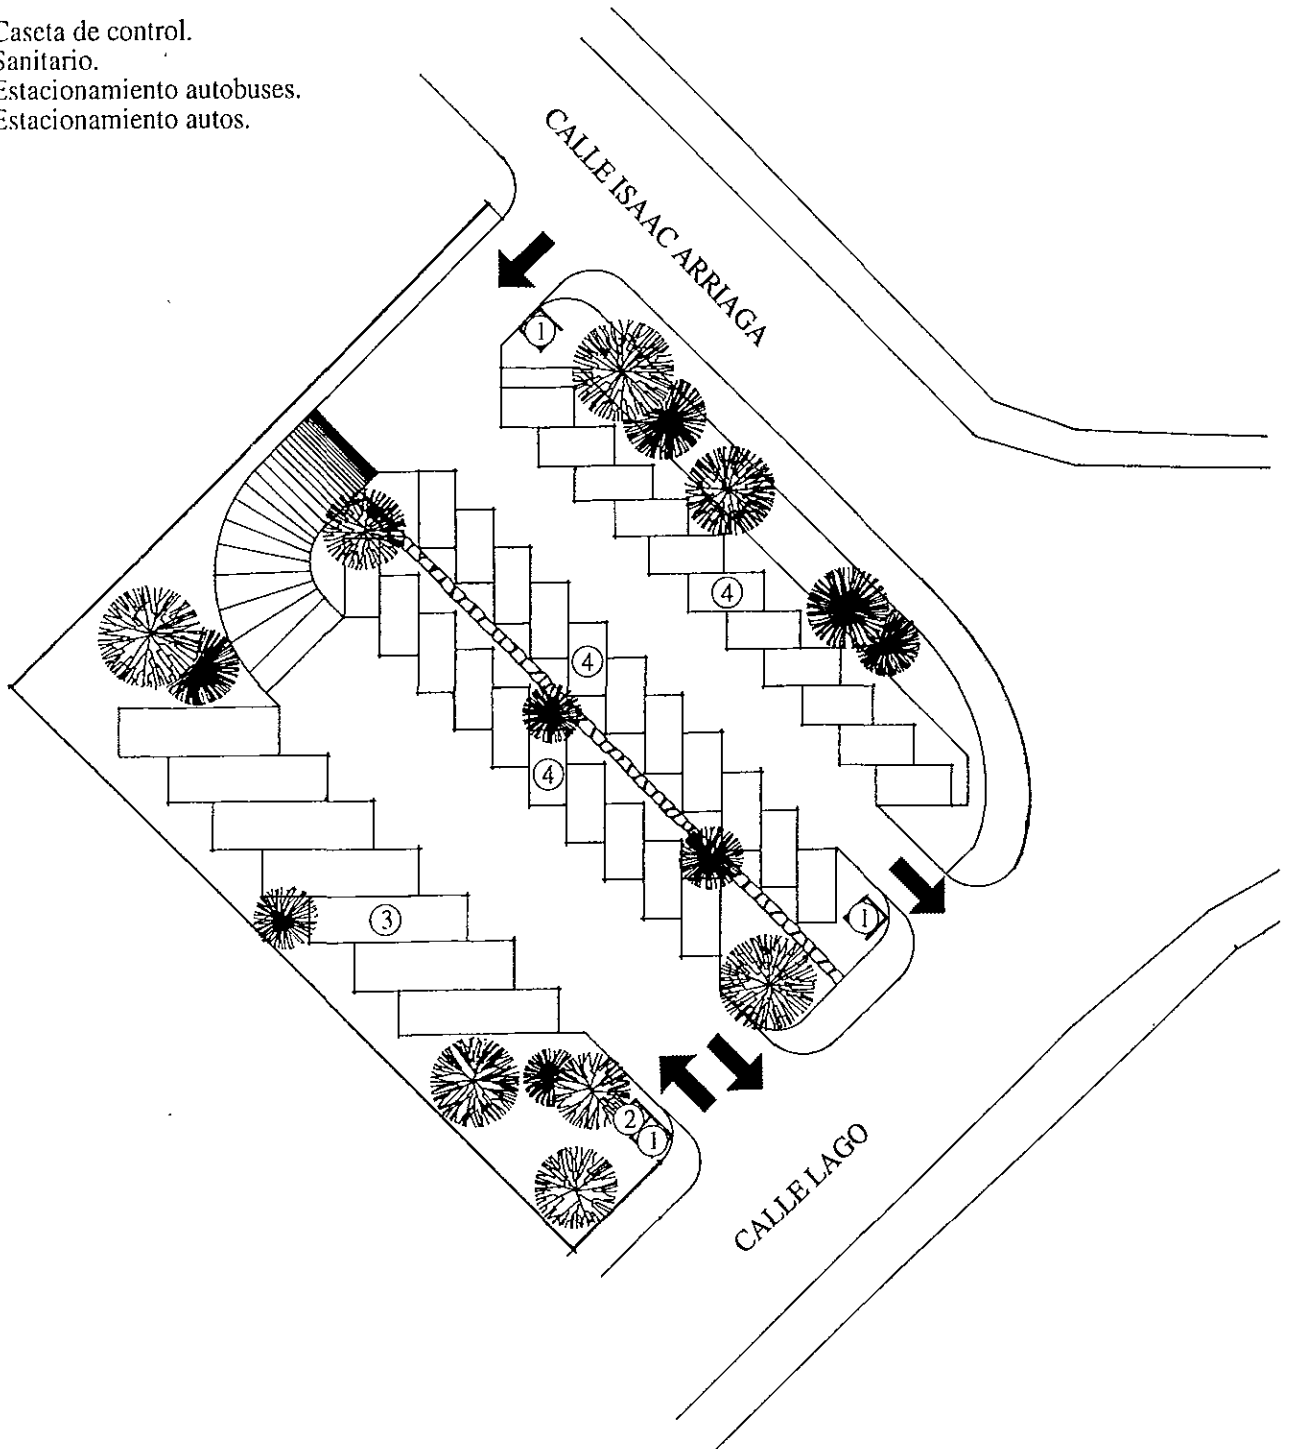 Caseta de control.
Sanitario.
Estacionamiento autobuses.
Estacionamiento autos.
CALLE ISAAC ARRIAGA
1
4
4
4
3
1
2
1
CALLE LAGO